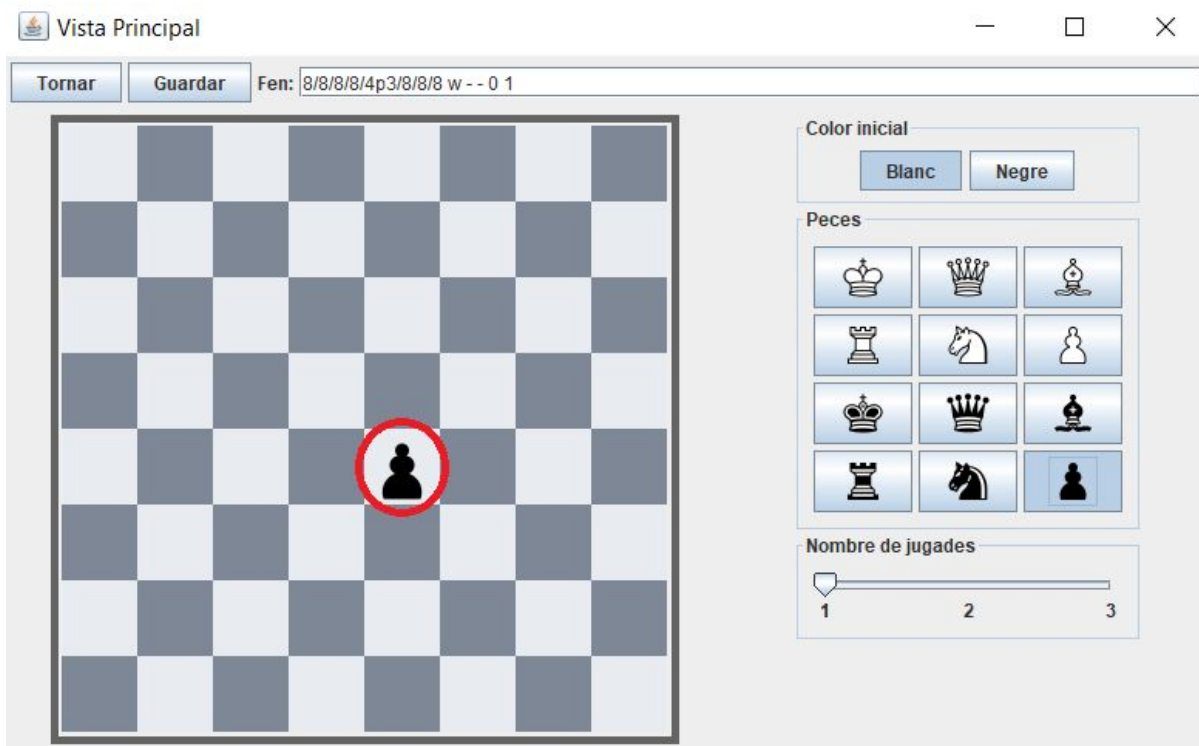 Vista Principal
Tornar Guardar Fen: 8/8/8/8/4p3/8/8/8 w - - 0 1
Color inicial
Blanc Negre
Peces
Nombre de jugades
1 2 3